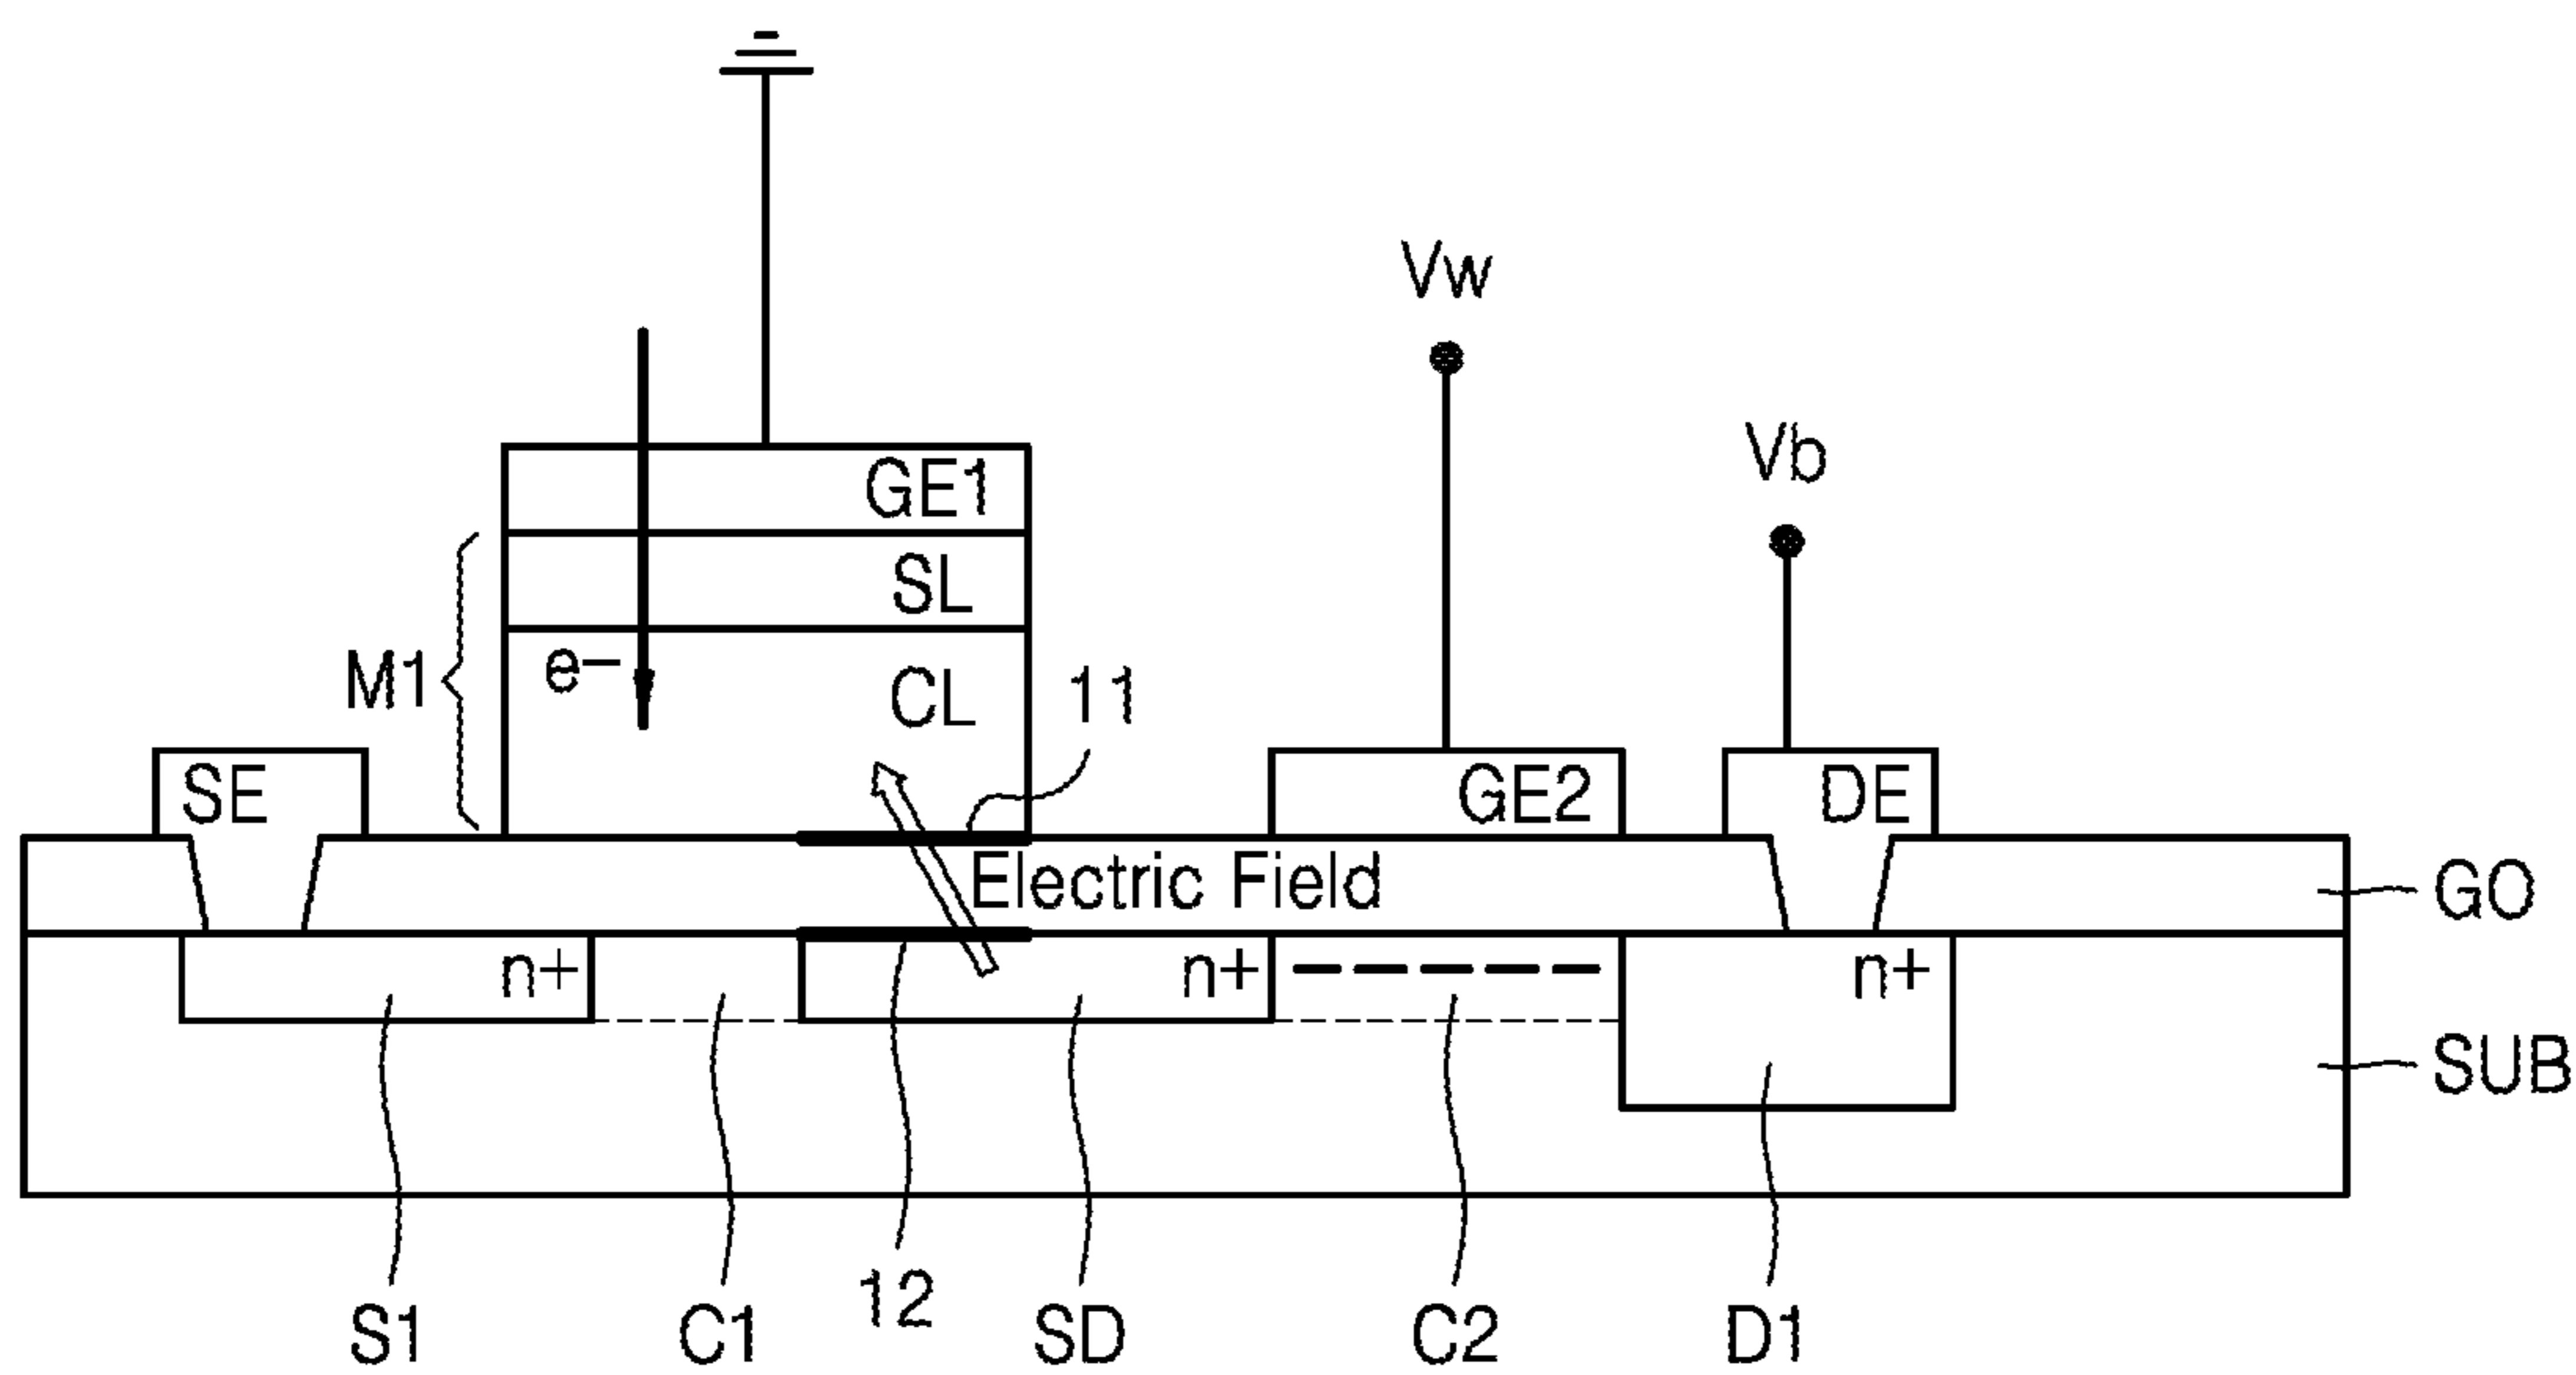 Vw
Vb
GE1
SL
M1
e−
CL
11
SE
GE2
DE
Electric Field
GO
n+
n+
n+
SUB
12
S1
C1
SD
C2
D1